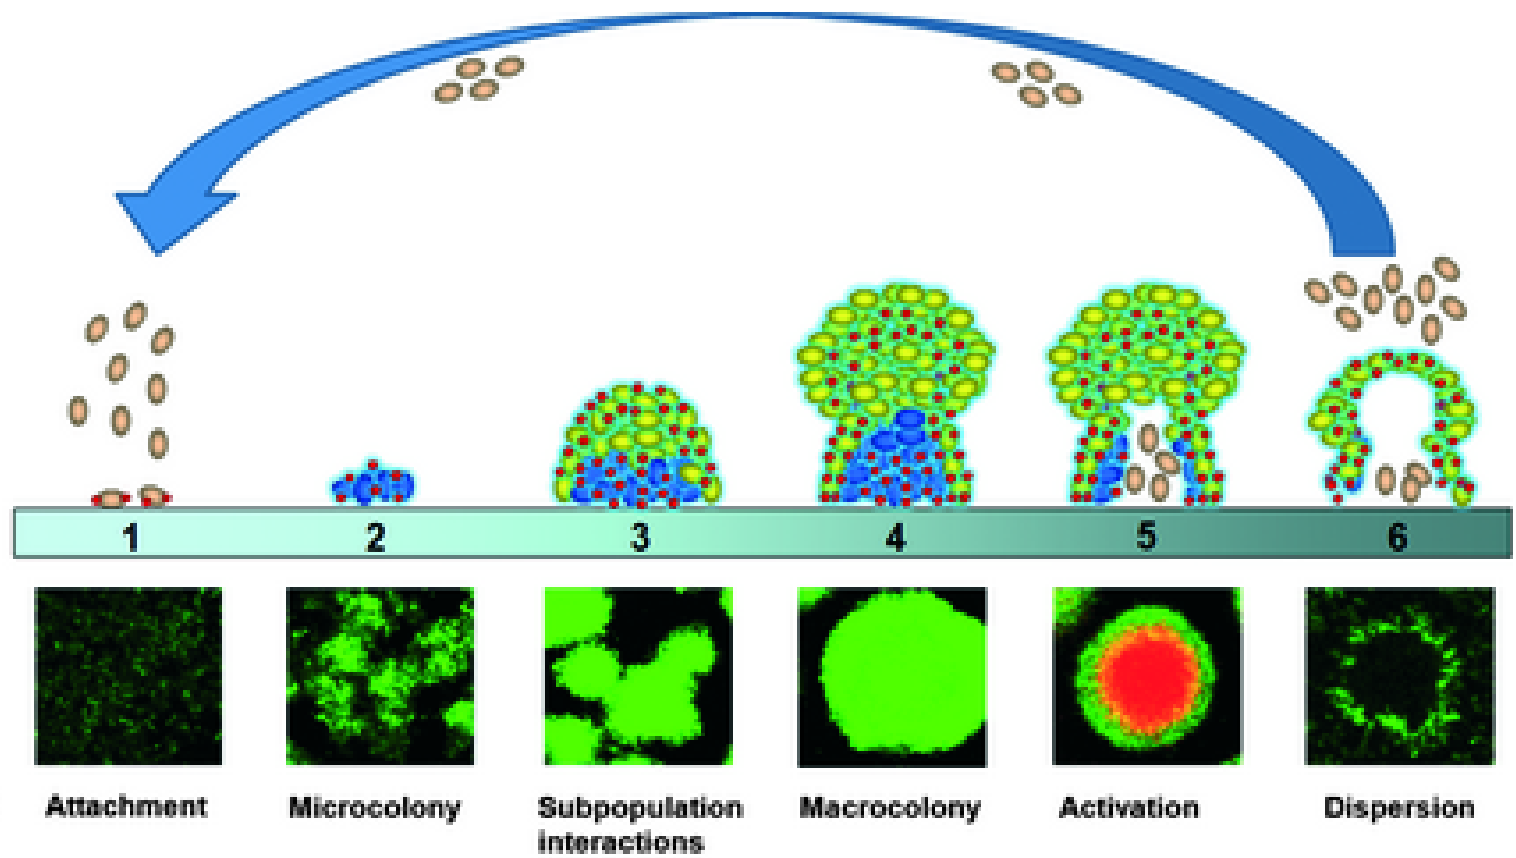 1 2 3 4 5 6
Attachment Microcolony Subpopulation Macrocolony Activation Dispersion
interactions